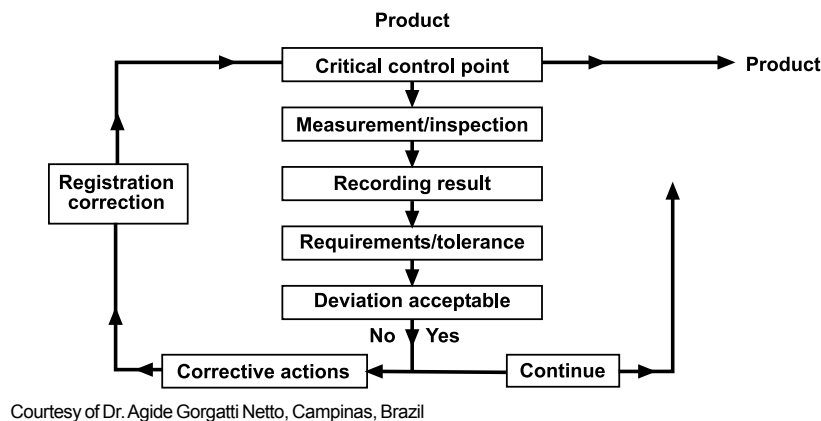 Product
Critical control point
Product
Measurement/inspection
Registration
correction
Recording result
Requirements/tolerance
Deviation acceptable
No Yes
Corrective actions
Continue
Courtesy of Dr. Agide Gorgatti Netto, Campinas, Brazil